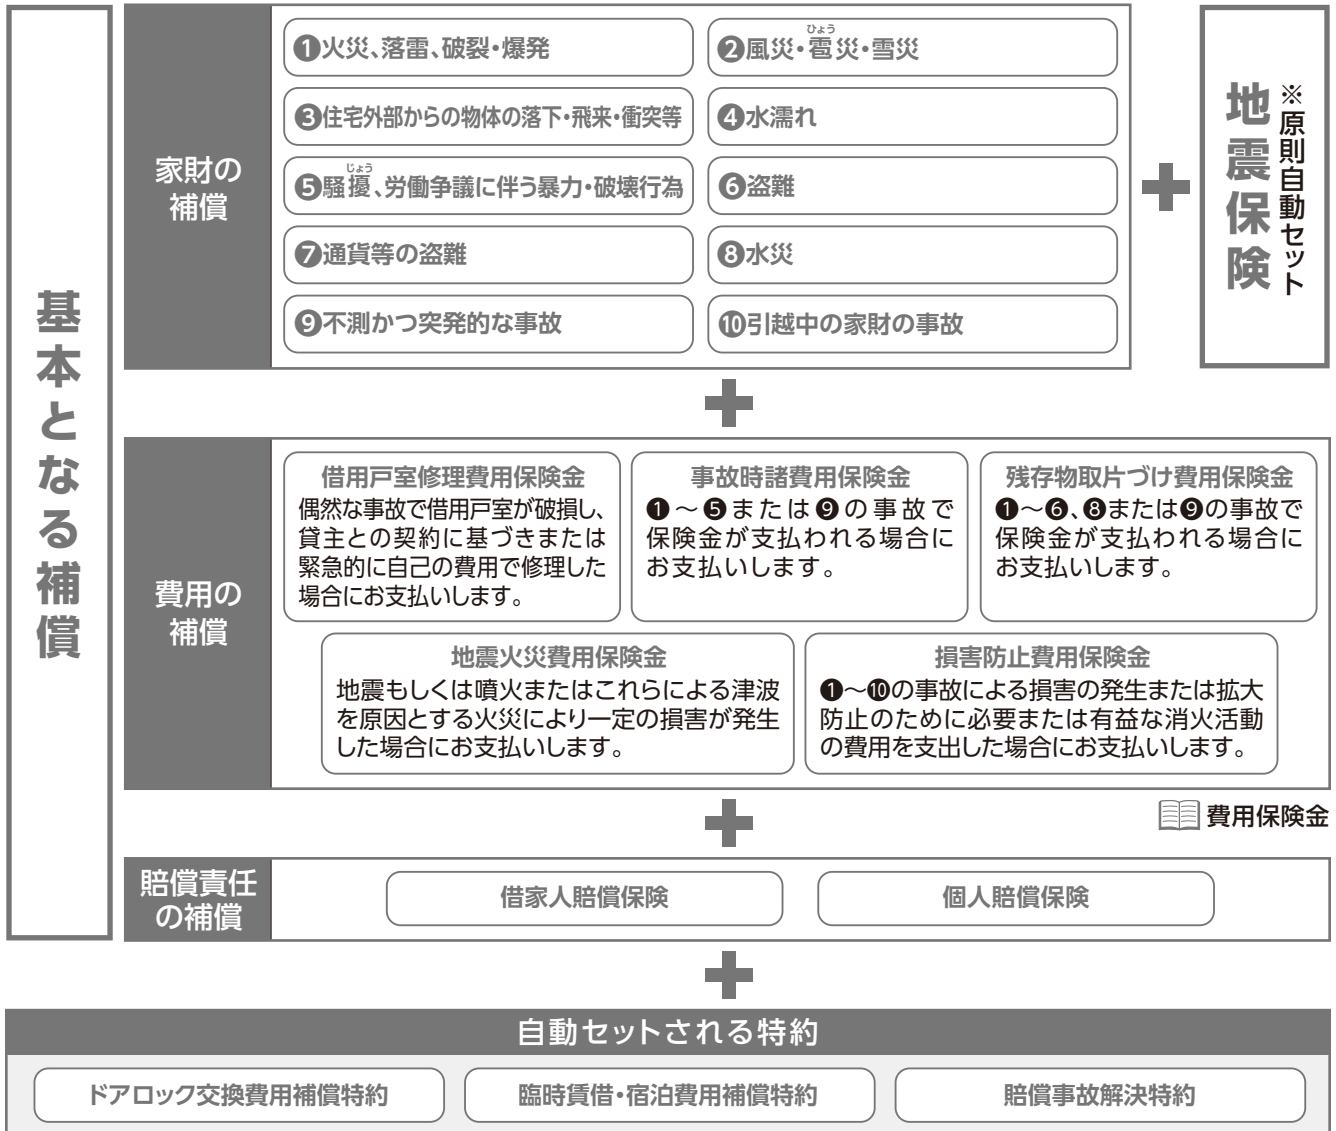 基本となる補償
家財の
補償
❶火災、落雷、破裂・爆発
❷風災・雹災・雪災
ひょう
❸住宅外部からの物体の落下・飛来・衝突等
❹水濡れ
❺騒擾、労働争議に伴う暴力・破壊行為
じょう
❻盗難
❼通貨等の盗難
❽水災
❾不測かつ突発的な事故
❿引越中の家財の事故
地震保険
※原則自動セット
費用の
補償
借用戸室修理費用保険金
偶然な事故で借用戸室が破損し、
貸主との契約に基づきまたは
緊急的に自己の費用で修理した
場合にお支払いします。
事故時諸費用保険金
❶～❺または❾の事故で
保険金が支払われる場合に
お支払いします。
残存物取片づけ費用保険金
❶～❻、❽または❾の事故で
保険金が支払われる場合に
お支払いします。
地震火災費用保険金
地震もしくは噴火またはこれらによる津波
を原因とする火災により一定の損害が発生
した場合にお支払いします。
損害防止費用保険金
❶～❿の事故による損害の発生または拡大
防止のために必要または有益な消火活動
の費用を支出した場合にお支払いします。
費用保険金
賠償責任
の補償
借家人賠償保険
個人賠償保険
自動セットされる特約
ドアロック交換費用補償特約
臨時賃借・宿泊費用補償特約
賠償事故解決特約